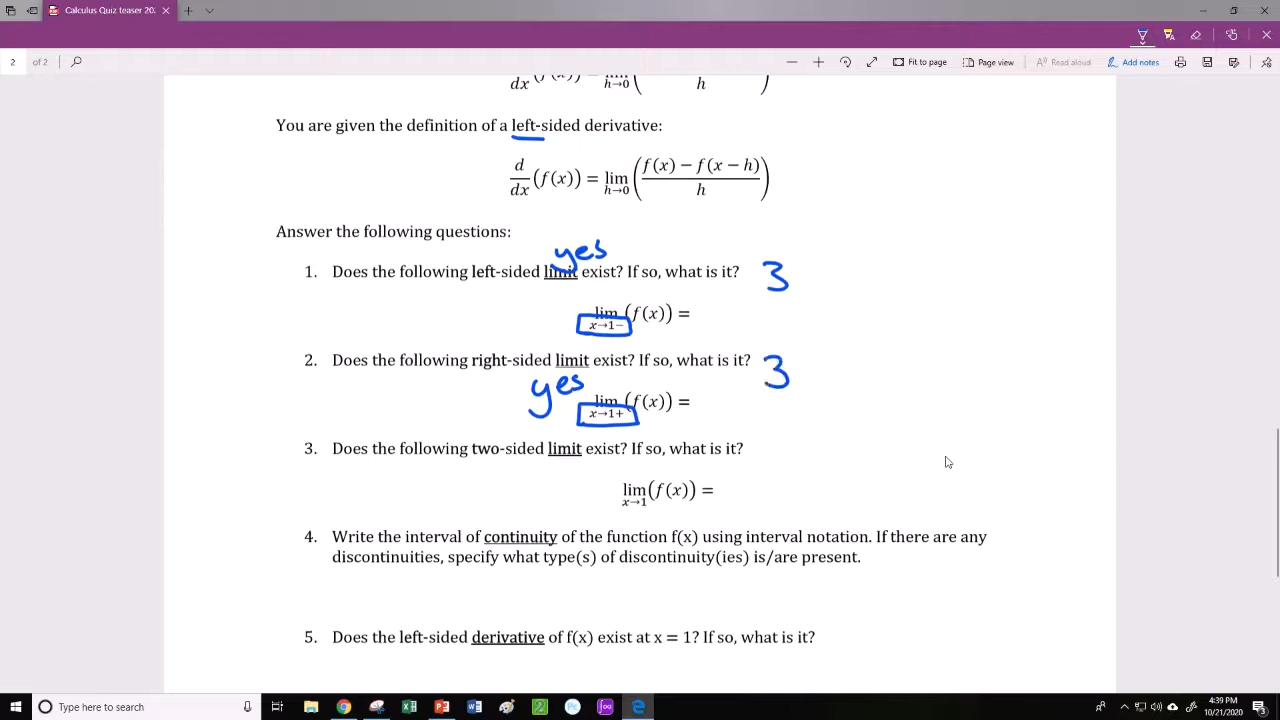 Calculus Quiz teaser 202
2 of 2
Fit to page
Page view
Read aloud
Add notes
d/dx (f(x)) = lim h→0 ( / h)
You are given the definition of a left-sided derivative:
d/dx (f(x)) = lim h→0 ((f(x) − f(x − h)) / h)
Answer the following questions:
yes
1. Does the following left-sided limit exist? If so, what is it? 3
lim x→1− (f(x)) =
2. Does the following right-sided limit exist? If so, what is it? 3
yes lim x→1+ (f(x)) =
3. Does the following two-sided limit exist? If so, what is it?
lim x→1 (f(x)) =
4. Write the interval of continuity of the function f(x) using interval notation. If there are any
discontinuities, specify what type(s) of discontinuity(ies) is/are present.
5. Does the left-sided derivative of f(x) exist at x = 1? If so, what is it?
Type here to search
4:39 PM
10/21/2020